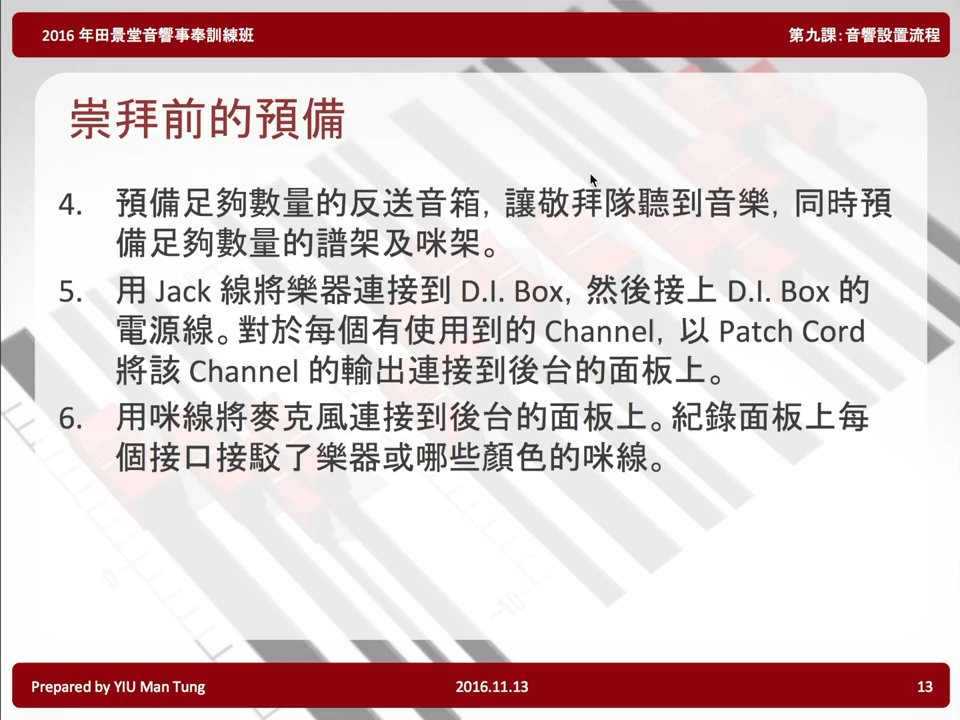 2016 年田景堂音響事奉訓練班
第九課：音響設置流程
崇拜前的預備
4. 預備足夠數量的反送音箱，讓敬拜隊聽到音樂，同時預
備足夠數量的譜架及咪架。
5. 用 Jack 線將樂器連接到 D.I. Box，然後接上 D.I. Box 的
電源線。對於每個有使用到的 Channel，以 Patch Cord
將該 Channel 的輸出連接到後台的面板上。
6. 用咪線將麥克風連接到後台的面板上。紀錄面板上每
個接口接駁了樂器或哪些顏色的咪線。
Prepared by YIU Man Tung
2016.11.13
13
0
-10